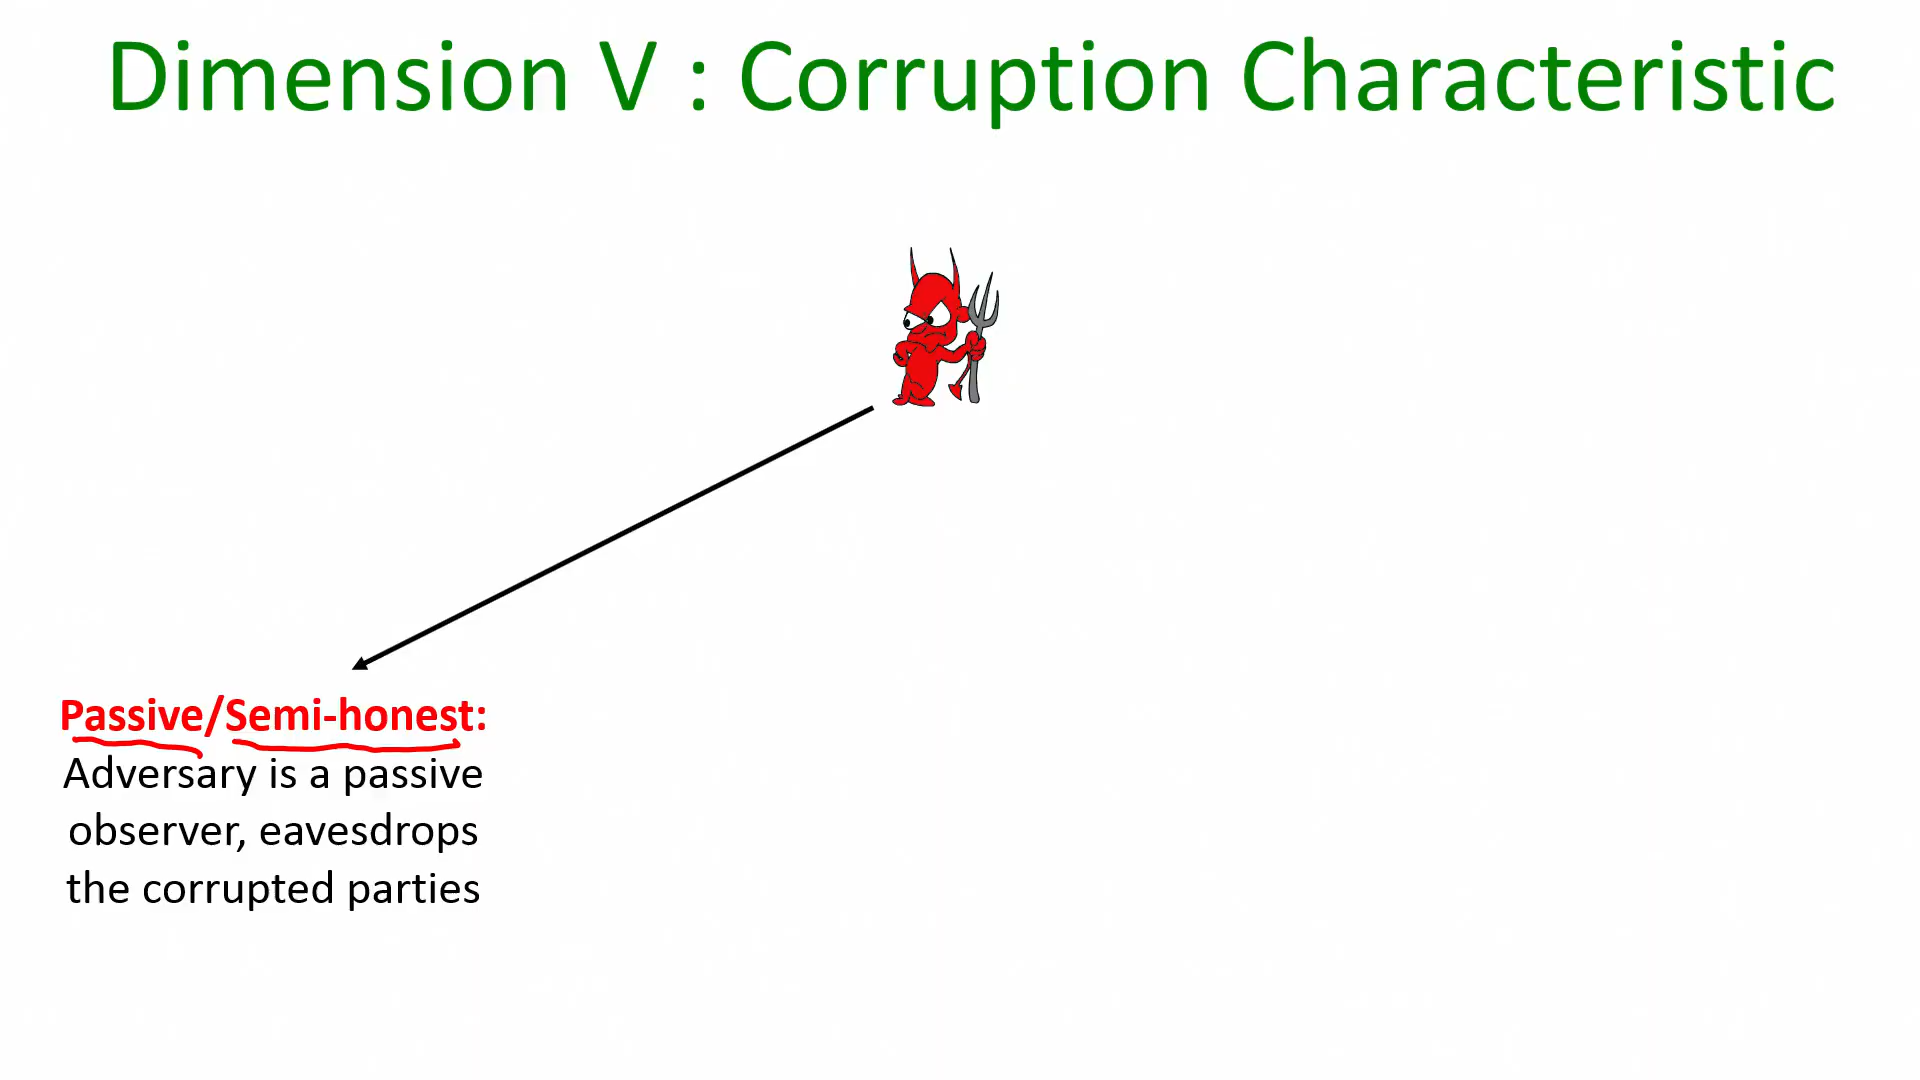 Dimension V : Corruption Characteristic
Passive/Semi-honest:
Adversary is a passive
observer, eavesdrops
the corrupted parties